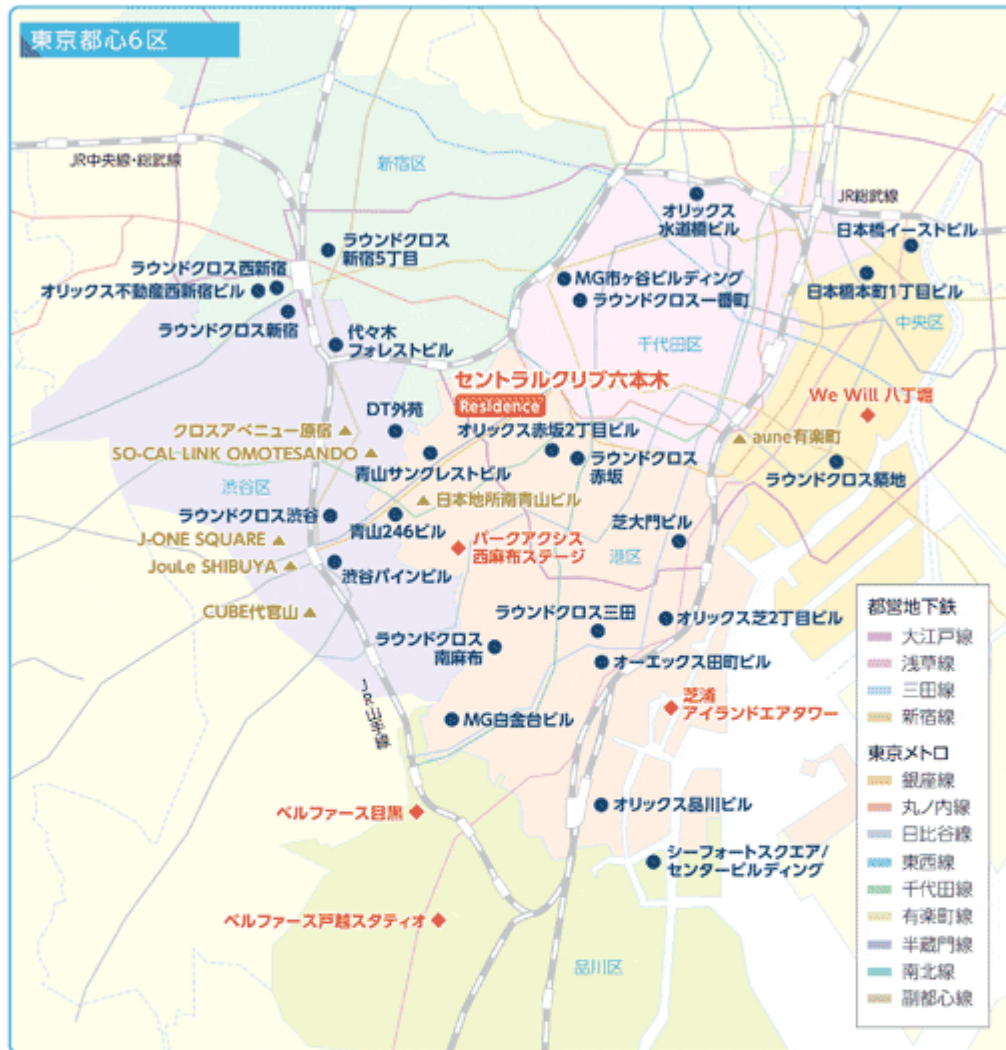 東京都心6区
JR中央線・総武線
新宿区
オリックス
水道橋ビル
JR総武線
日本橋イーストビル
ラウンドクロス
新宿5丁目
ラウンドクロス西新宿
オリックス不動産西新宿ビル
ラウンドクロス新宿
MG市ヶ谷ビルディング
ラウンドクロス一番町
日本橋本町1丁目ビル
中央区
代々木
フォレストビル
千代田区
セントラルクリブ六本木
Residence
We Will 八丁堀
DT外苑
クロスアベニュー原宿
SO-CAL LINK OMOTESANDO
オリックス赤坂2丁目ビル
aune有楽町
青山サンクレストビル
ラウンドクロス
赤坂
ラウンドクロス築地
渋谷区
日本地所南青山ビル
ラウンドクロス渋谷
青山246ビル
芝大門ビル
J-ONE SQUARE
パークアクシス
西麻布ステージ
港区
JouLe SHIBUYA
渋谷パインビル
CUBE代官山
ラウンドクロス三田
オリックス芝2丁目ビル
ラウンドクロス
南麻布
オーエックス田町ビル
JR山手線
MG白金台ビル
芝浦
アイランドエアタワー
ベルファース目黒
オリックス品川ビル
シーフォートスクエア/
センタービルディング
ベルファース戸越スタティオ
品川区
都営地下鉄
大江戸線
浅草線
三田線
新宿線
東京メトロ
銀座線
丸ノ内線
日比谷線
東西線
千代田線
有楽町線
半蔵門線
南北線
副都心線